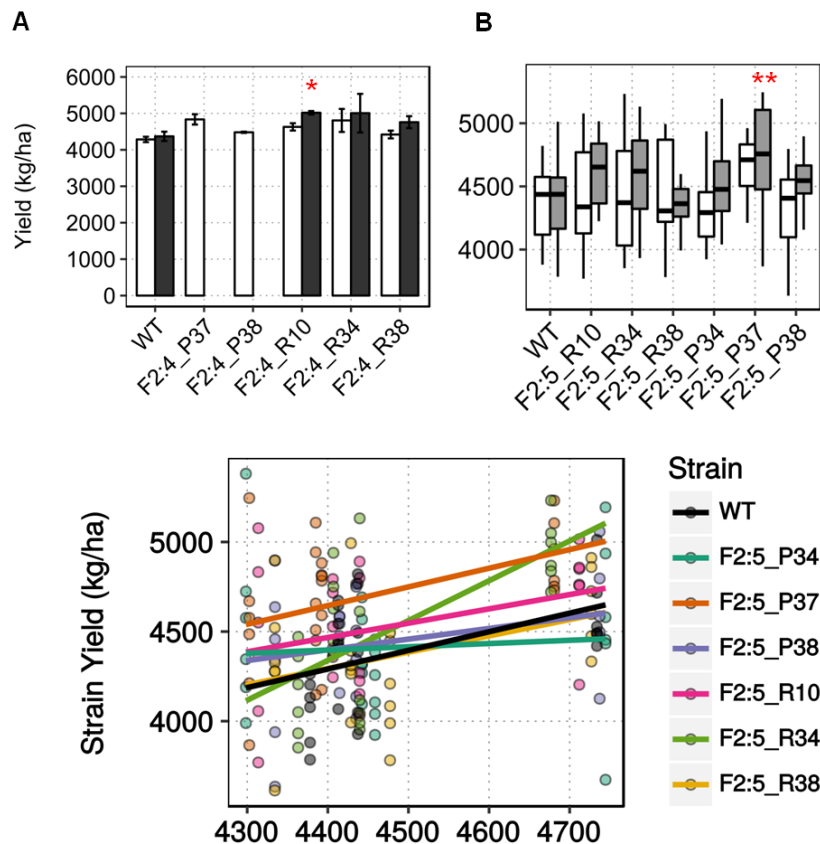 A
B
Yield (kg/ha)
6000
5000
4000
3000
2000
1000
0
*
WT
F2:4_P37
F2:4_P38
F2:4_R10
F2:4_R34
F2:4_R38
5000
4500
4000
**
WT
F2:5_R10
F2:5_R34
F2:5_R38
F2:5_P34
F2:5_P37
F2:5_P38
Strain Yield (kg/ha)
5000
4500
4000
4300 4400 4500 4600 4700
Strain
WT
F2:5_P34
F2:5_P37
F2:5_P38
F2:5_R10
F2:5_R34
F2:5_R38